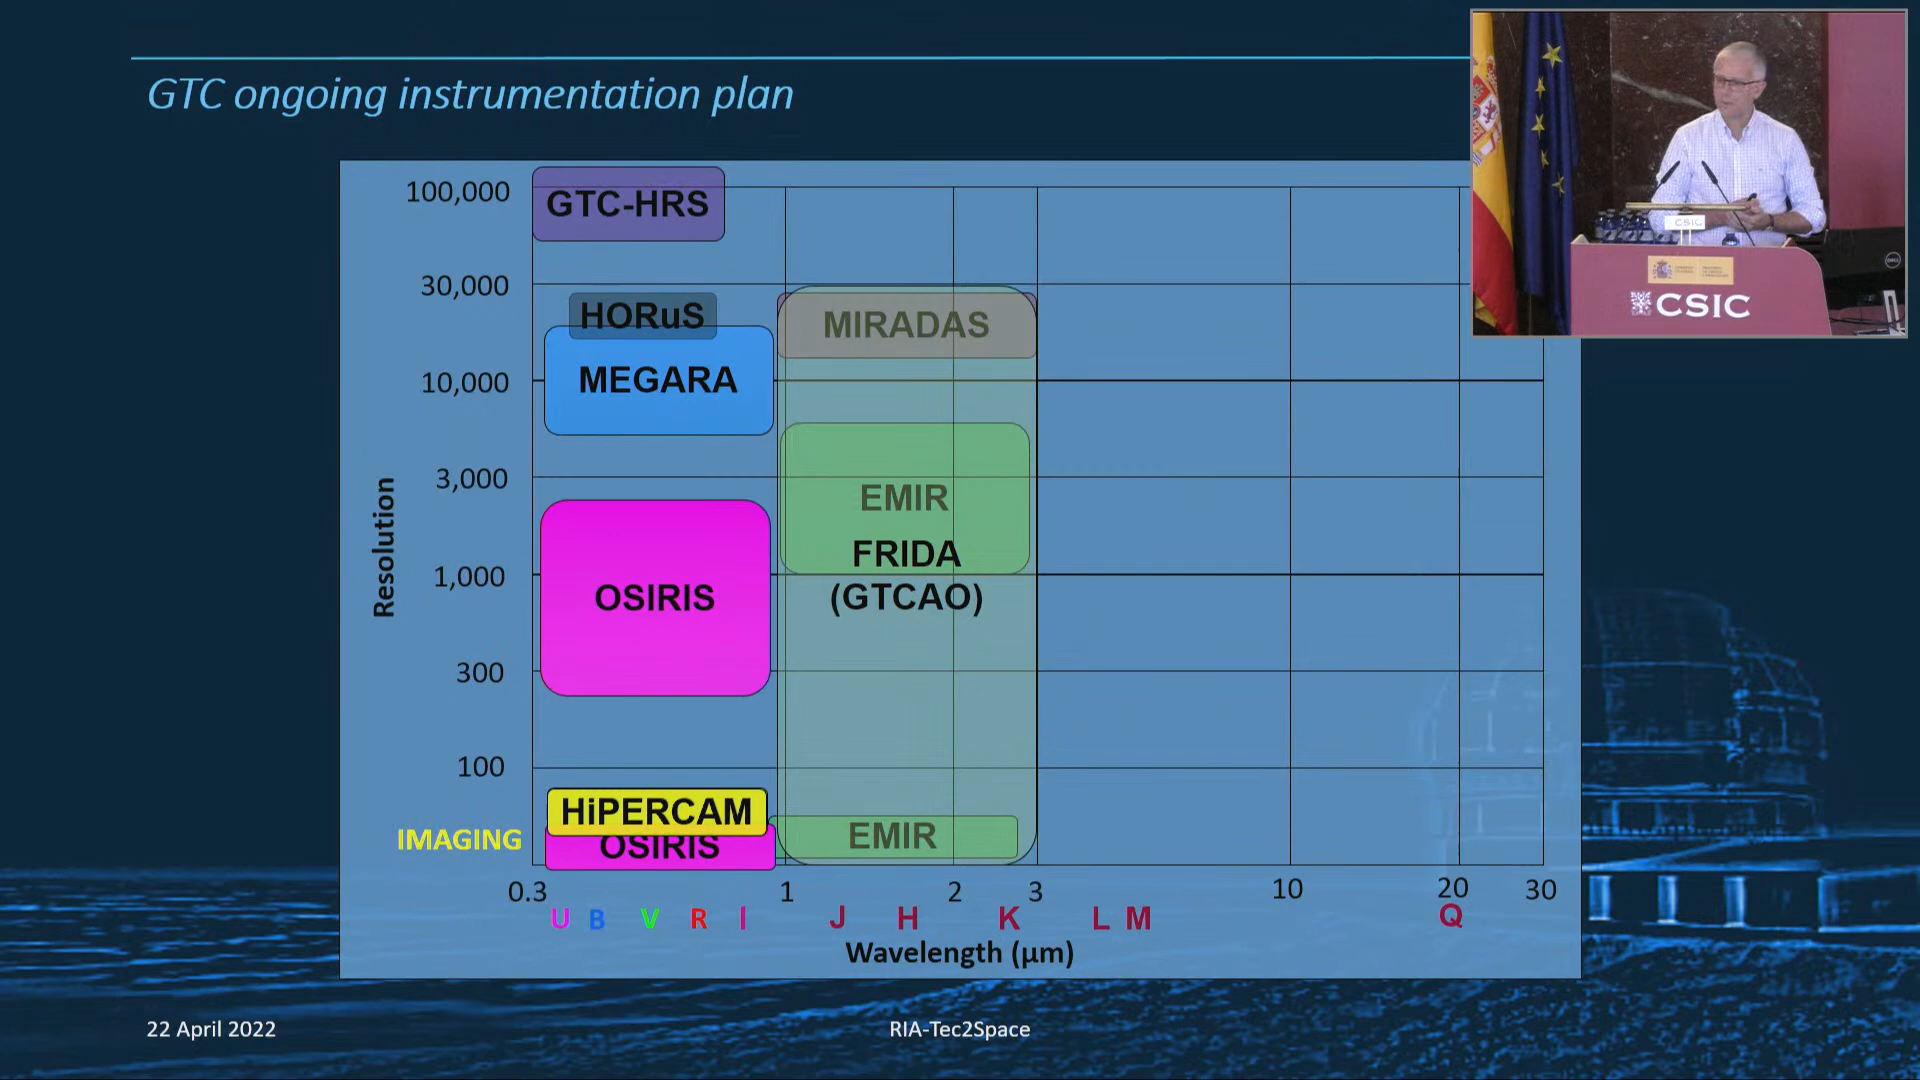 GTC ongoing instrumentation plan
100,000
30,000
10,000
3,000
1,000
300
100
IMAGING
Resolution
GTC-HRS
HORuS
MEGARA
OSIRIS
HiPERCAM
OSIRIS
MIRADAS
EMIR
FRIDA
(GTCAO)
EMIR
0.3 1 2 3 10 20 30
U B V R I J H K L M Q
Wavelength (μm)
22 April 2022
RIA-Tec2Space
CSIC
CSIC